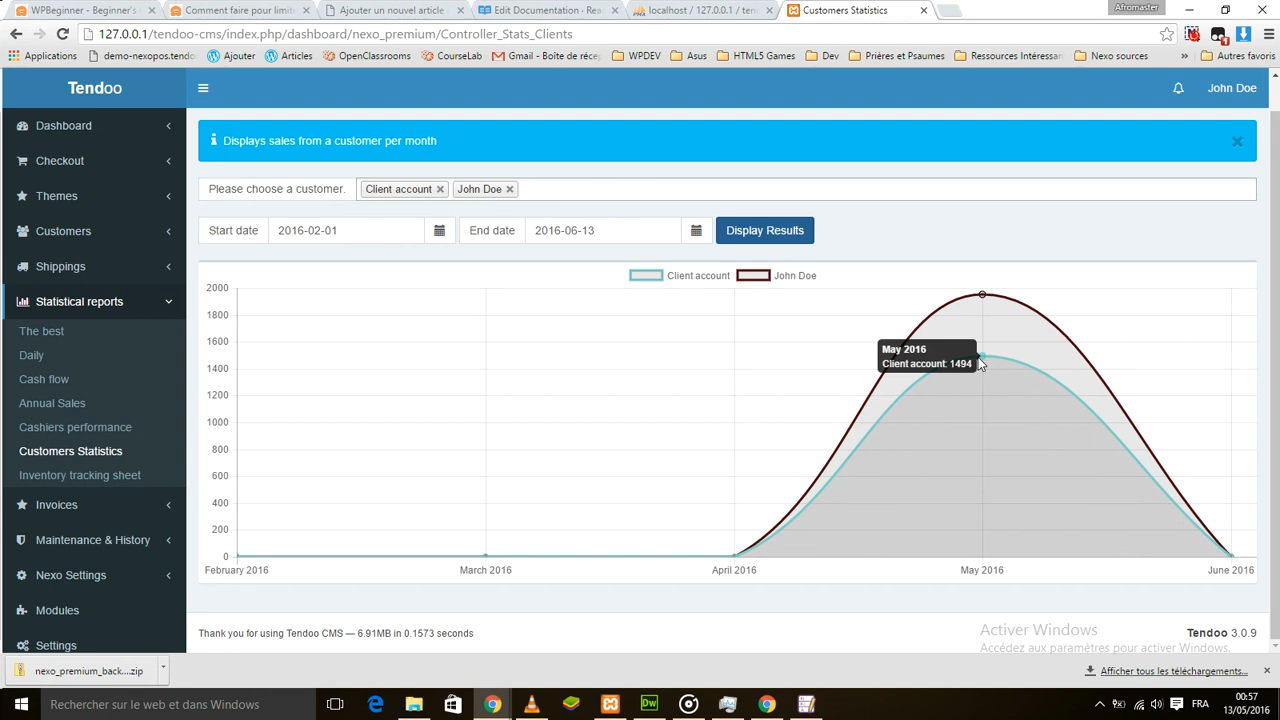 WPBeginner - Beginner's
Comment faire pour limit
Ajouter un nouvel article
Edit Documentation - Rea
localhost / 127.0.0.1 / ten
Customers Statistics
Afromaster
127.0.0.1/tendoo-cms/index.php/dashboard/nexo_premium/Controller_Stats_Clients
Applications
demo-nexopos.tend
Ajouter
Articles
OpenClassrooms
CourseLab
Gmail - Boite de réce
WPDEV
Asus
HTML5 Games
Dev
Prières et Psaumes
Ressources Intéressan
Nexo sources
»
Autres favoris
Tendoo
John Doe
Dashboard
Checkout
Themes
Customers
Shippings
Statistical reports
The best
Daily
Cash flow
Annual Sales
Cashiers performance
Customers Statistics
Inventory tracking sheet
Invoices
Maintenance & History
Nexo Settings
Modules
Settings
Displays sales from a customer per month
Please choose a customer.
Client account
John Doe
Start date
2016-02-01
End date
2016-06-13
Display Results
Client account
John Doe
2000
1800
1600
1400
1200
1000
800
600
400
200
0
May 2016
Client account: 1494
February 2016
March 2016
April 2016
May 2016
June 2016
Thank you for using Tendoo CMS — 6.91MB in 0.1573 seconds
Activer Windows
Accédez aux paramètres pour activer Windows.
Tendoo 3.0.9
nexo_premium_back....zip
Afficher tous les téléchargements...
Rechercher sur le web et dans Windows
Dw
FRA
00:57
13/05/2016